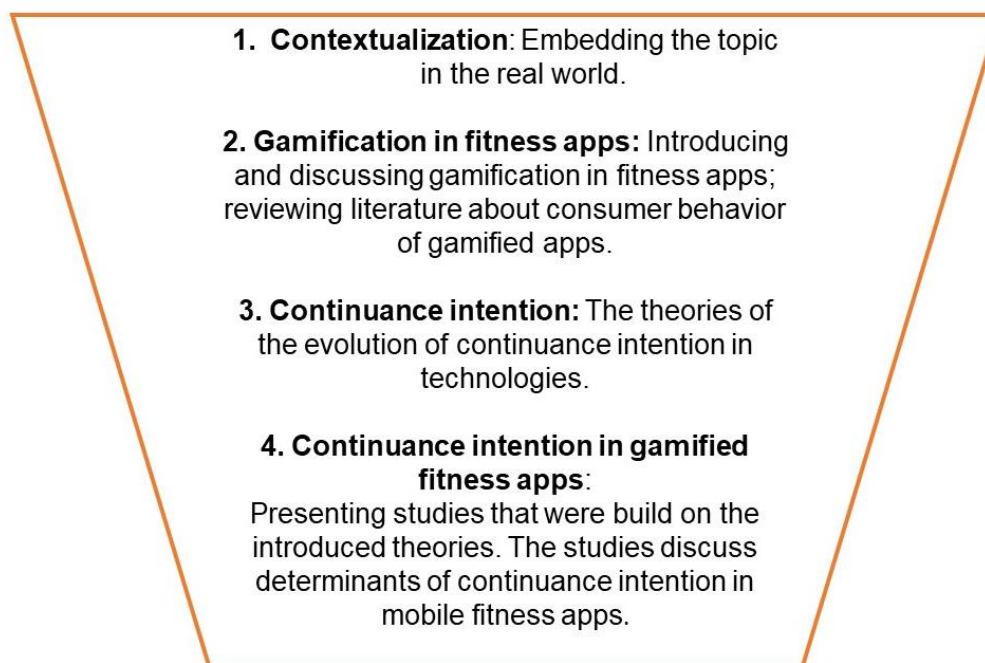 1. Contextualization: Embedding the topic
in the real world.
2. Gamification in fitness apps: Introducing
and discussing gamification in fitness apps;
reviewing literature about consumer behavior
of gamified apps.
3. Continuance intention: The theories of
the evolution of continuance intention in
technologies.
4. Continuance intention in gamified
fitness apps:
Presenting studies that were build on the
introduced theories. The studies discuss
determinants of continuance intention in
mobile fitness apps.